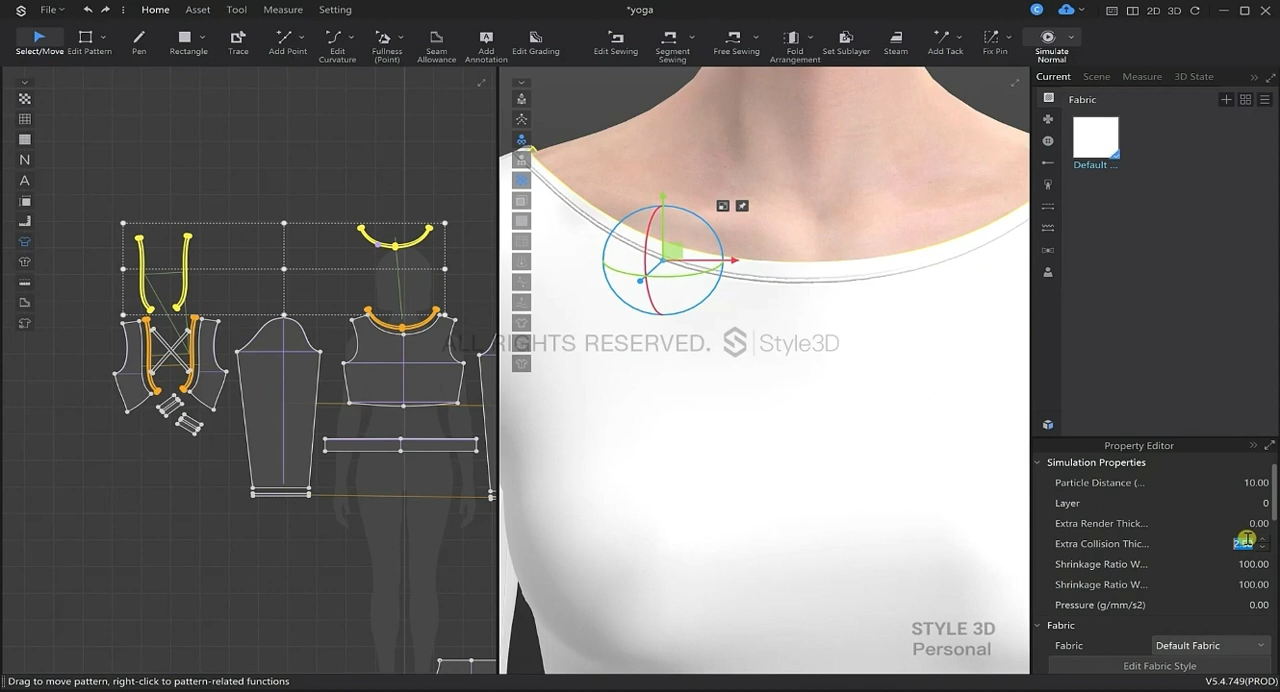 File Home Asset Tool Measure Setting *yoga C 2D 3D
Select/Move Edit Pattern Pen Rectangle Trace Add Point Edit Curvature Fullness (Point) Seam Allowance Add Annotation Edit Grading Edit Sewing Segment Sewing Free Sewing Fold Arrangement Set Sublayer Steam Add Tack Fix Pin Simulate Normal
Current Scene Measure 3D State
Fabric
Default ...
N
A
ALL RIGHTS RESERVED. Style3D
STYLE 3D
Personal
Property Editor
Simulation Properties
Particle Distance (... 10.00
Layer 0
Extra Render Thick... 0.00
Extra Collision Thic...
Shrinkage Ratio W... 100.00
Shrinkage Ratio W... 100.00
Pressure (g/mm/s2) 0.00
Fabric
Fabric Default Fabric
Edit Fabric Style
Drag to move pattern, right-click to pattern-related functions V5.4.749(PROD)